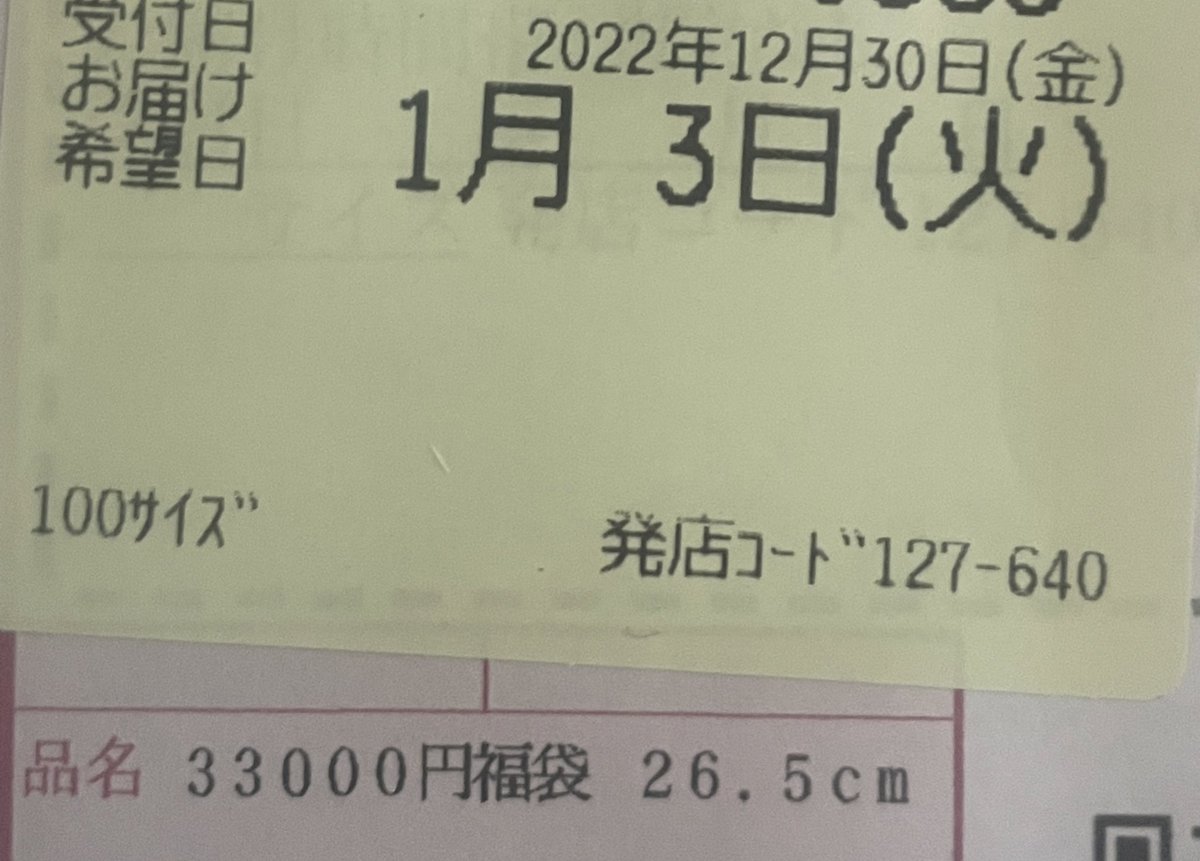 受付日 2022年12月30日(金)
お届け
希望日 1月 3日(火)
100サイズ 発店コード127-640
品名 33000円福袋 26.5cm